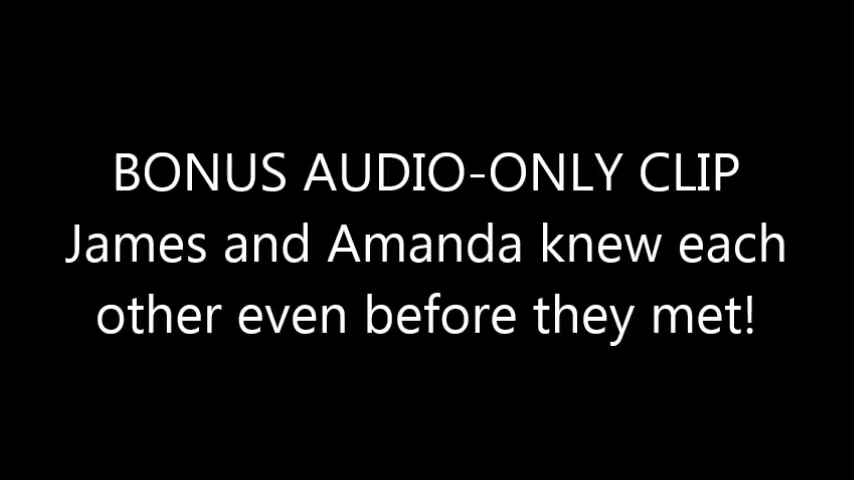 BONUS AUDIO-ONLY CLIP
James and Amanda knew each
other even before they met!